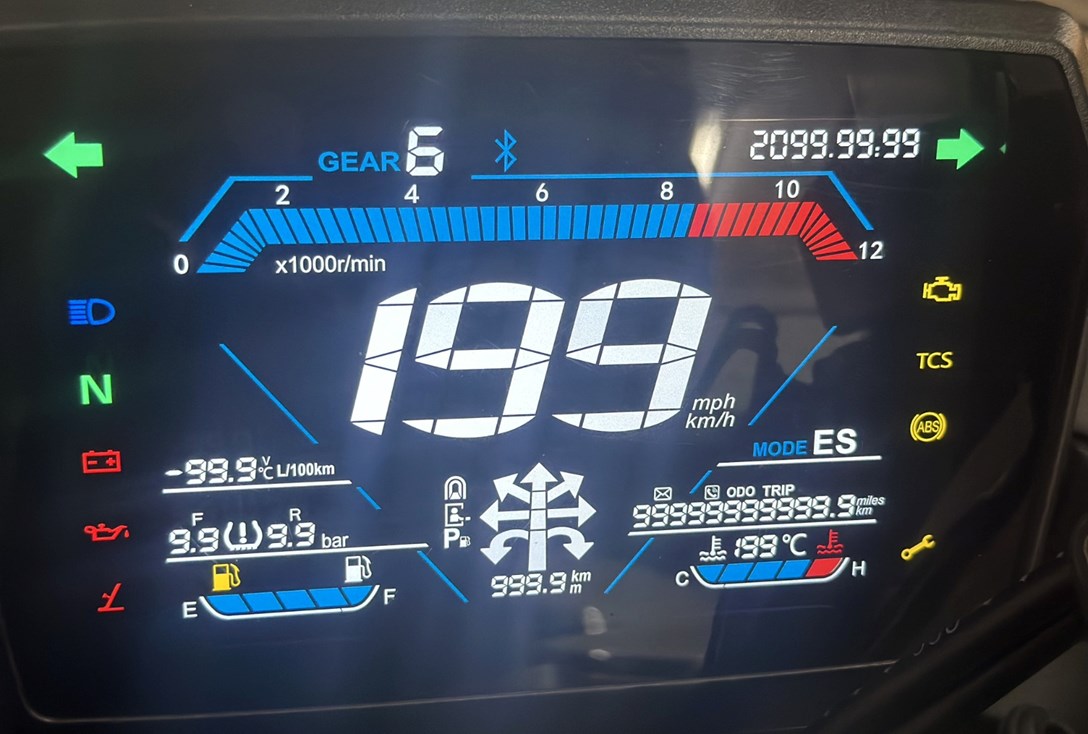 GEAR 6
2099.99:99
2 4 6 8 10
0 12
x1000r/min
199
mph
km/h
N
TCS
ABS
MODE ES
-99.9 V °C L/100km
F R
9.9 (!) 9.9 bar
P
ODO TRIP
99999999999.9 miles km
199 °C
E F
C H
999.9 km m